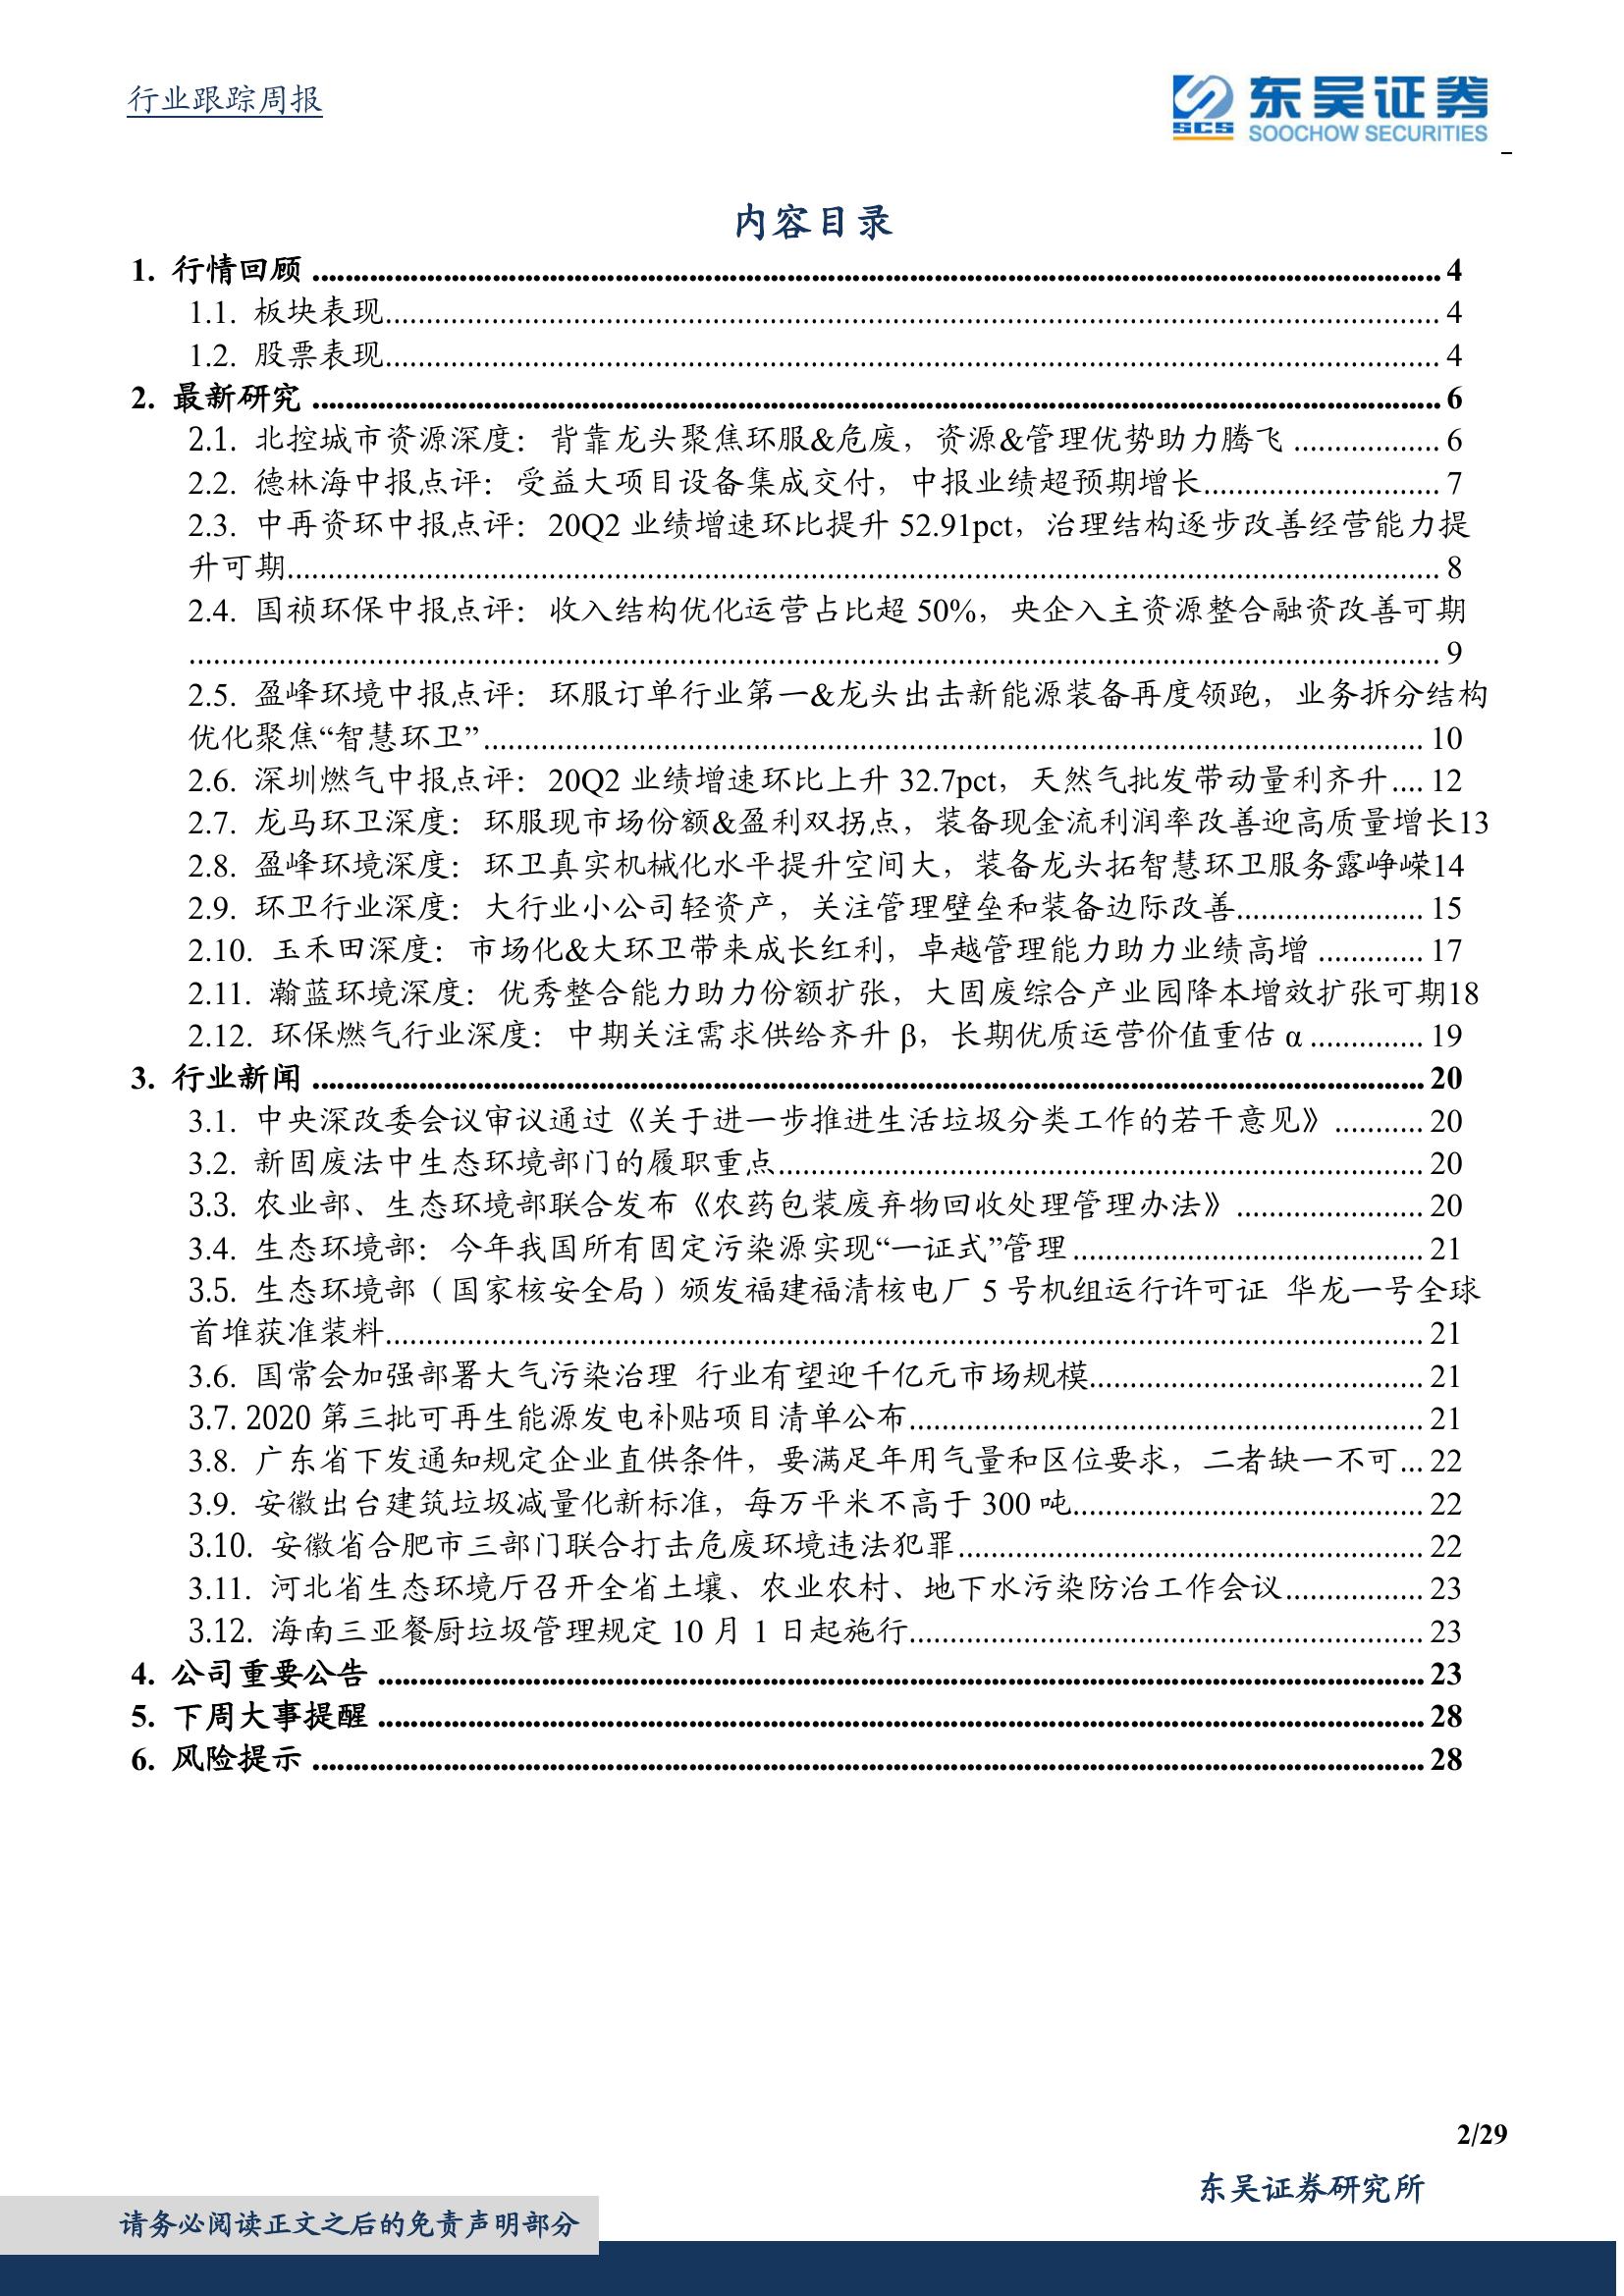 行业跟踪周报
SCS
东吴证券
SOOCHOW SECURITIES
内容目录
1. 行情回顾 ........ 4
1.1. 板块表现 ........ 4
1.2. 股票表现 ........ 4
2. 最新研究 ........ 6
2.1. 北控城市资源深度：背靠龙头聚焦环服&危废，资源&管理优势助力腾飞 ........ 6
2.2. 德林海中报点评：受益大项目设备集成交付，中报业绩超预期增长 ........ 7
2.3. 中再资环中报点评：20Q2 业绩增速环比提升 52.91pct，治理结构逐步改善经营能力提
升可期 ........ 8
2.4. 国祯环保中报点评：收入结构优化运营占比超 50%，央企入主资源整合融资改善可期
........ 9
2.5. 盈峰环境中报点评：环服订单行业第一&龙头出击新能源装备再度领跑，业务拆分结构
优化聚焦“智慧环卫” ........ 10
2.6. 深圳燃气中报点评：20Q2 业绩增速环比上升 32.7pct，天然气批发带动量利齐升 .... 12
2.7. 龙马环卫深度：环服现市场份额&盈利双拐点，装备现金流利润率改善迎高质量增长13
2.8. 盈峰环境深度：环卫真实机械化水平提升空间大，装备龙头拓智慧环卫服务露峥嵘14
2.9. 环卫行业深度：大行业小公司轻资产，关注管理壁垒和装备边际改善 ........ 15
2.10. 玉禾田深度：市场化&大环卫带来成长红利，卓越管理能力助力业绩高增 ........ 17
2.11. 瀚蓝环境深度：优秀整合能力助力份额扩张，大固废综合产业园降本增效扩张可期18
2.12. 环保燃气行业深度：中期关注需求供给齐升 β，长期优质运营价值重估 α ........ 19
3. 行业新闻 ........ 20
3.1. 中央深改委会议审议通过《关于进一步推进生活垃圾分类工作的若干意见》 ........ 20
3.2. 新固废法中生态环境部门的履职重点 ........ 20
3.3. 农业部、生态环境部联合发布《农药包装废弃物回收处理管理办法》 ........ 20
3.4. 生态环境部：今年我国所有固定污染源实现“一证式”管理 ........ 21
3.5. 生态环境部（国家核安全局）颁发福建福清核电厂 5 号机组运行许可证 华龙一号全球
首堆获准装料 ........ 21
3.6. 国常会加强部署大气污染治理 行业有望迎千亿元市场规模 ........ 21
3.7. 2020 第三批可再生能源发电补贴项目清单公布 ........ 21
3.8. 广东省下发通知规定企业直供条件，要满足年用气量和区位要求，二者缺一不可 ... 22
3.9. 安徽出台建筑垃圾减量化新标准，每万平米不高于 300 吨 ........ 22
3.10. 安徽省合肥市三部门联合打击危废环境违法犯罪 ........ 22
3.11. 河北省生态环境厅召开全省土壤、农业农村、地下水污染防治工作会议 ........ 23
3.12. 海南三亚餐厨垃圾管理规定 10 月 1 日起施行 ........ 23
4. 公司重要公告 ........ 23
5. 下周大事提醒 ........ 28
6. 风险提示 ........ 28
2/29
东吴证券研究所
请务必阅读正文之后的免责声明部分